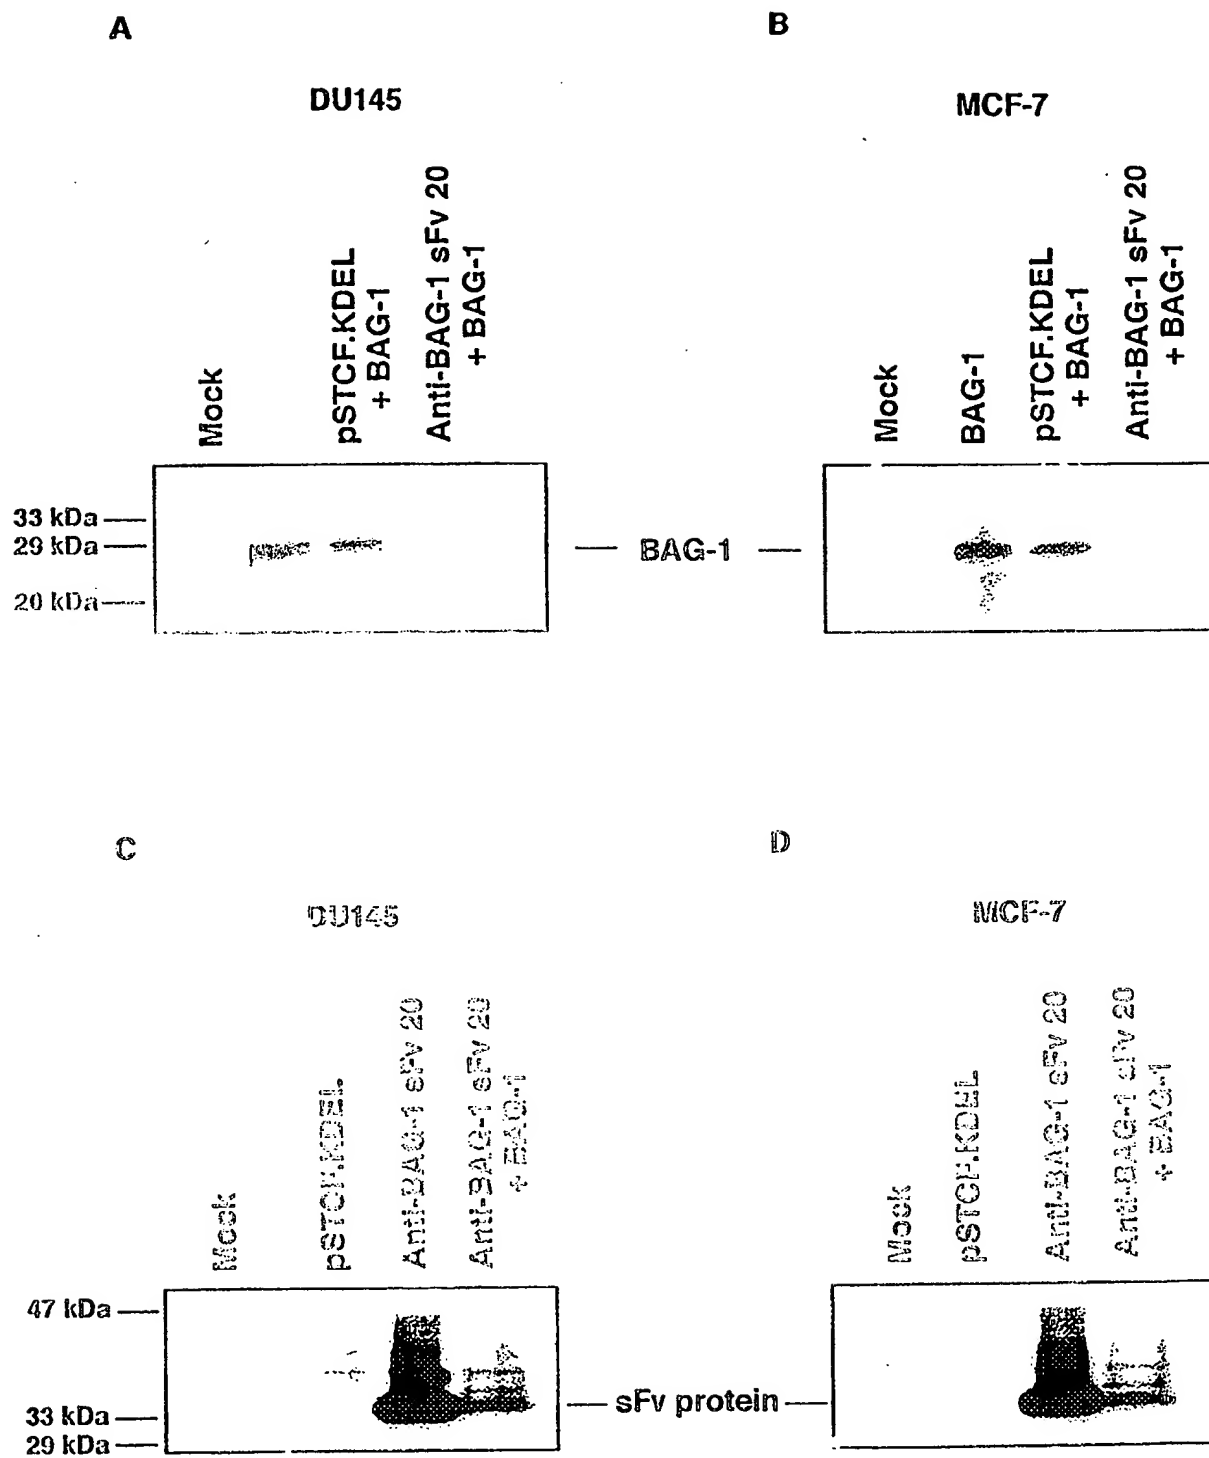 A
B
DU145
MCF-7
Mock
pSTCF.KDEL
+ BAG-1
Anti-BAG-1 sFv 20
+ BAG-1
Mock
BAG-1
pSTCF.KDEL
+ BAG-1
Anti-BAG-1 sFv 20
+ BAG-1
33 kDa
29 kDa
20 kDa
BAG-1
C
D
DU145
MCF-7
Mock
pSTCF.KDEL
Anti-BAG-1 sFv 20
Anti-BAG-1 sFv 20
+ BAG-1
Mock
pSTCF.KDEL
Anti-BAG-1 sFv 20
Anti-BAG-1 sFv 20
+ BAG-1
47 kDa
33 kDa
29 kDa
sFv protein